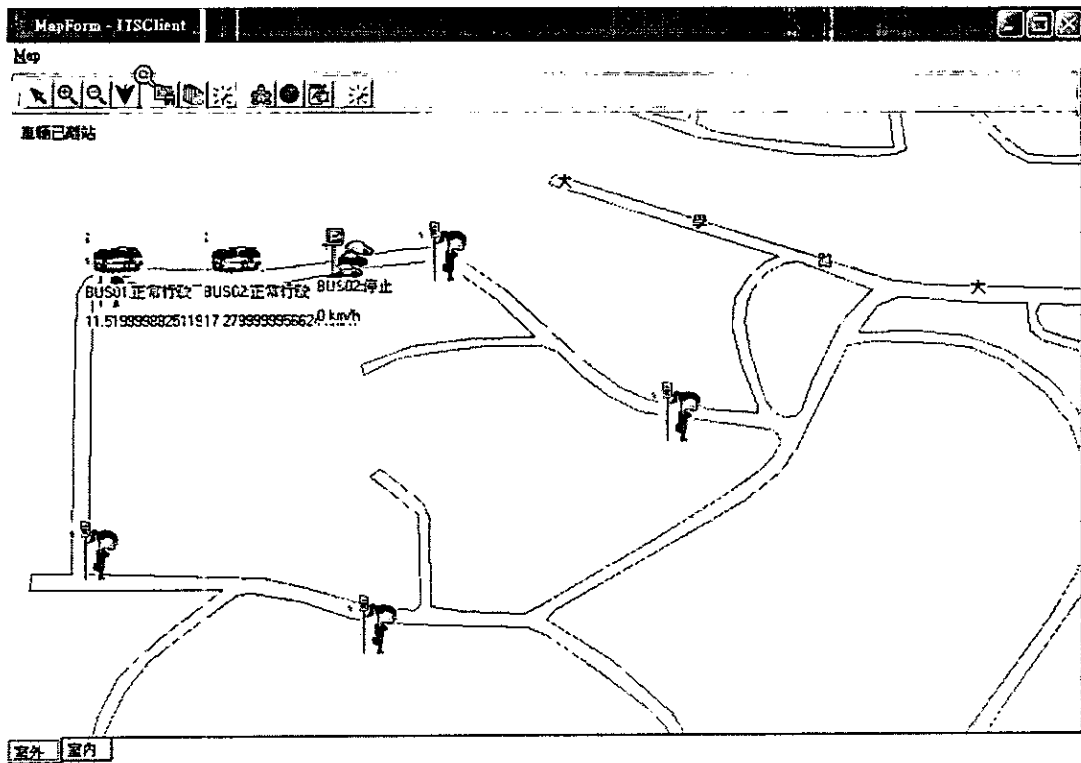 MapForm - ITSClient
Map
車輛已離站
大
學
路
大
BUS01:正常行駛 BUS02:正常行駛 BUS02:停止
0 km/h
室外 室內